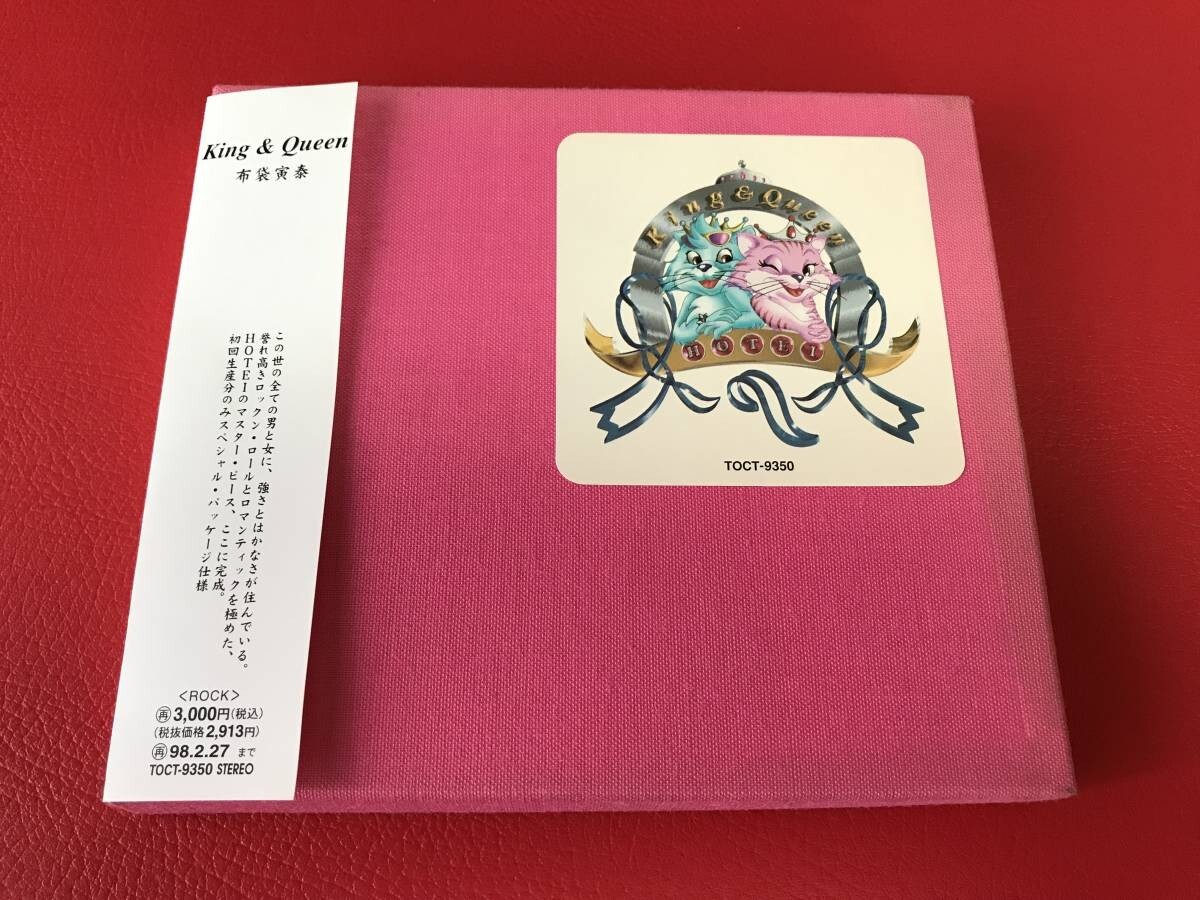 King & Queen
布袋寅泰
この世の全ての男と女に、強さとはかなさが住んでいる。
誉れ高きロックン・ロールとロマンティックを極めた、
HOTEIのマスター・ピース、ここに完成。
初回生産分のみスペシャル・パッケージ仕様
〈ROCK〉
再3,000円(税込)
(税抜価格2,913円)
再98.2.27 まで
TOCT-9350 STEREO
King & Queen
HOTEI
TOCT-9350